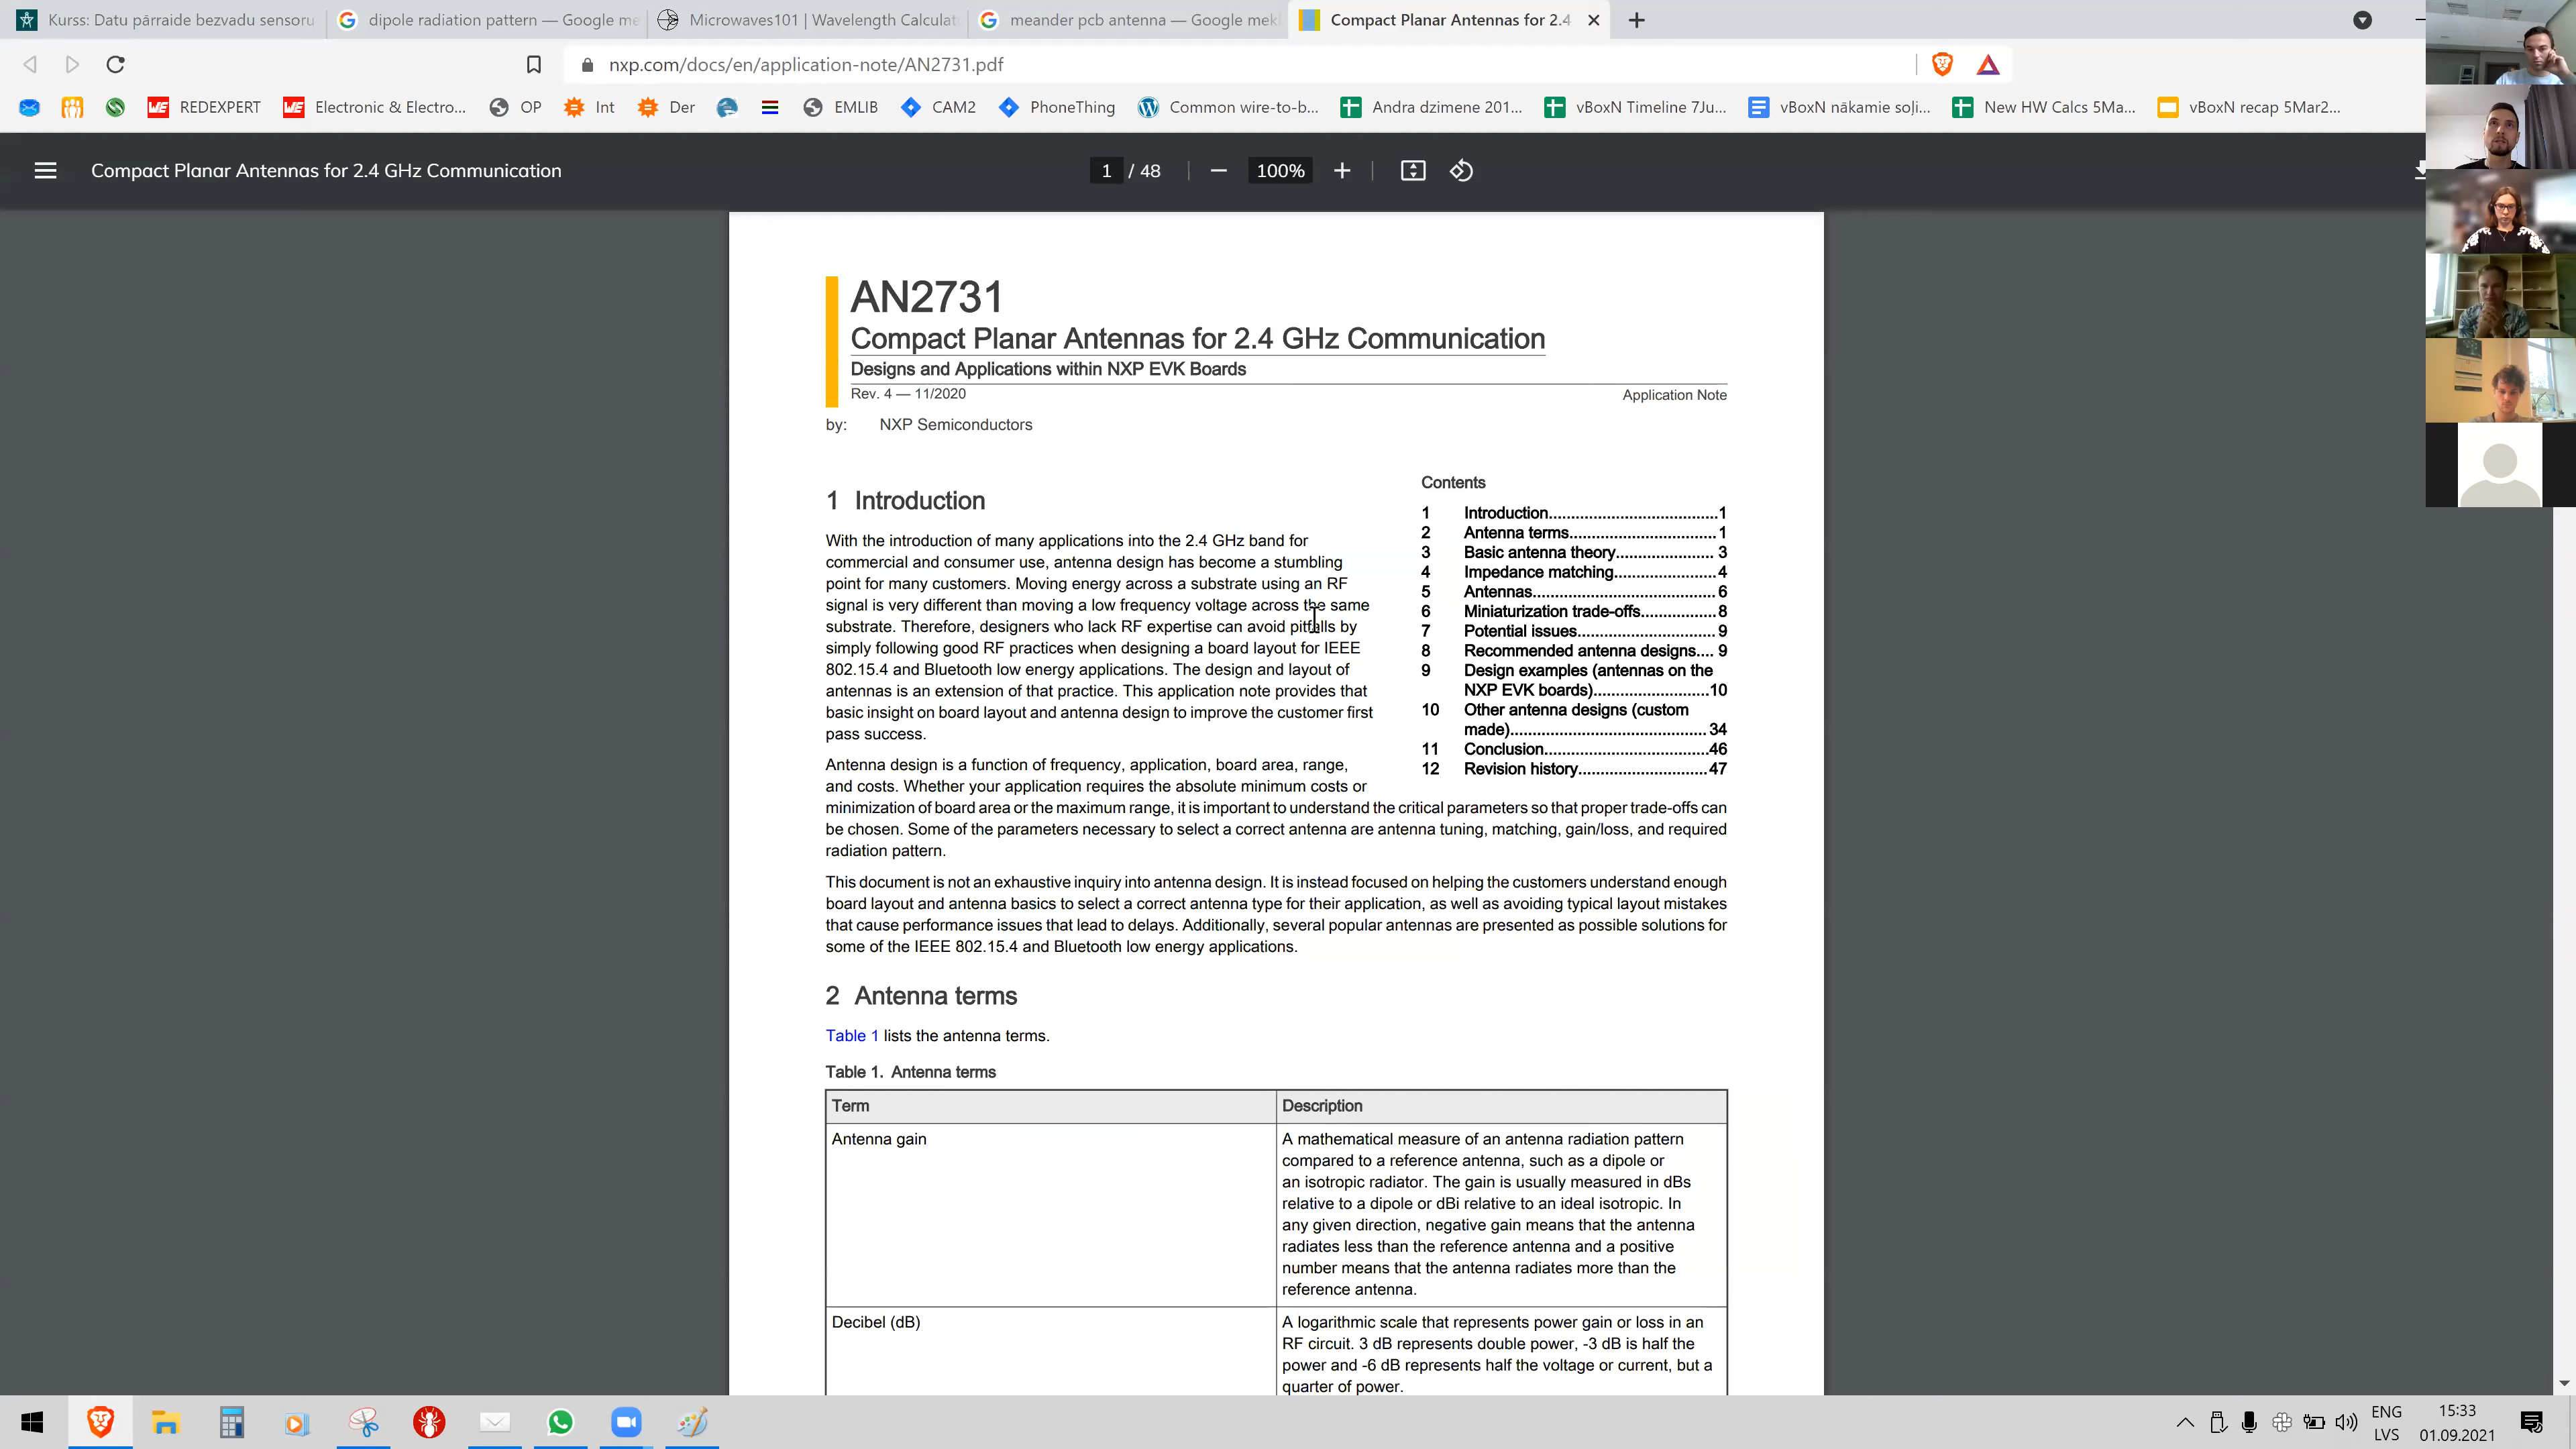 Kurss: Datu pārraide bezvadu sensoru
dipole radiation pattern — Google me
Microwaves101 | Wavelength Calculat
meander pcb antenna — Google mekl
Compact Planar Antennas for 2.4
nxp.com/docs/en/application-note/AN2731.pdf
REDEXPERT
Electronic & Electro...
OP
Int
Der
EMLIB
CAM2
PhoneThing
Common wire-to-b...
Andra dzimene 201...
vBoxN Timeline 7Ju...
vBoxN nākamie soļi...
New HW Calcs 5Ma...
vBoxN recap 5Mar2...
Compact Planar Antennas for 2.4 GHz Communication
1 / 48
100%
AN2731
Compact Planar Antennas for 2.4 GHz Communication
Designs and Applications within NXP EVK Boards
Rev. 4 — 11/2020
Application Note
by: NXP Semiconductors
1 Introduction
With the introduction of many applications into the 2.4 GHz band for
commercial and consumer use, antenna design has become a stumbling
point for many customers. Moving energy across a substrate using an RF
signal is very different than moving a low frequency voltage across the same
substrate. Therefore, designers who lack RF expertise can avoid pitfalls by
simply following good RF practices when designing a board layout for IEEE
802.15.4 and Bluetooth low energy applications. The design and layout of
antennas is an extension of that practice. This application note provides that
basic insight on board layout and antenna design to improve the customer first
pass success.
Contents
1 Introduction......................................1
2 Antenna terms..................................1
3 Basic antenna theory....................... 3
4 Impedance matching.......................4
5 Antennas.......................................... 6
6 Miniaturization trade-offs.................8
7 Potential issues................................ 9
8 Recommended antenna designs.... 9
9 Design examples (antennas on the
NXP EVK boards)............................10
10 Other antenna designs (custom
made)............................................. 34
11 Conclusion......................................46
12 Revision history..............................47
Antenna design is a function of frequency, application, board area, range,
and costs. Whether your application requires the absolute minimum costs or
minimization of board area or the maximum range, it is important to understand the critical parameters so that proper trade-offs can
be chosen. Some of the parameters necessary to select a correct antenna are antenna tuning, matching, gain/loss, and required
radiation pattern.
This document is not an exhaustive inquiry into antenna design. It is instead focused on helping the customers understand enough
board layout and antenna basics to select a correct antenna type for their application, as well as avoiding typical layout mistakes
that cause performance issues that lead to delays. Additionally, several popular antennas are presented as possible solutions for
some of the IEEE 802.15.4 and Bluetooth low energy applications.
2 Antenna terms
Table 1 lists the antenna terms.
Table 1. Antenna terms
Term
Description
Antenna gain
A mathematical measure of an antenna radiation pattern
compared to a reference antenna, such as a dipole or
an isotropic radiator. The gain is usually measured in dBs
relative to a dipole or dBi relative to an ideal isotropic. In
any given direction, negative gain means that the antenna
radiates less than the reference antenna and a positive
number means that the antenna radiates more than the
reference antenna.
Decibel (dB)
A logarithmic scale that represents power gain or loss in an
RF circuit. 3 dB represents double power, -3 dB is half the
power and -6 dB represents half the voltage or current, but a
quarter of power.
ENG
LVS
15:33
01.09.2021